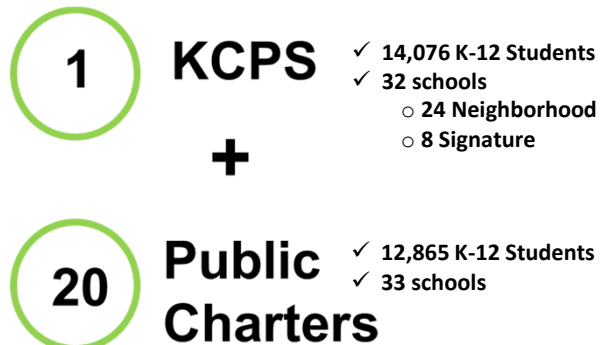 1
KCPS
✓ 14,076 K-12 Students
✓ 32 schools
○ 24 Neighborhood
○ 8 Signature
+
20
Public
Charters
✓ 12,865 K-12 Students
✓ 33 schools